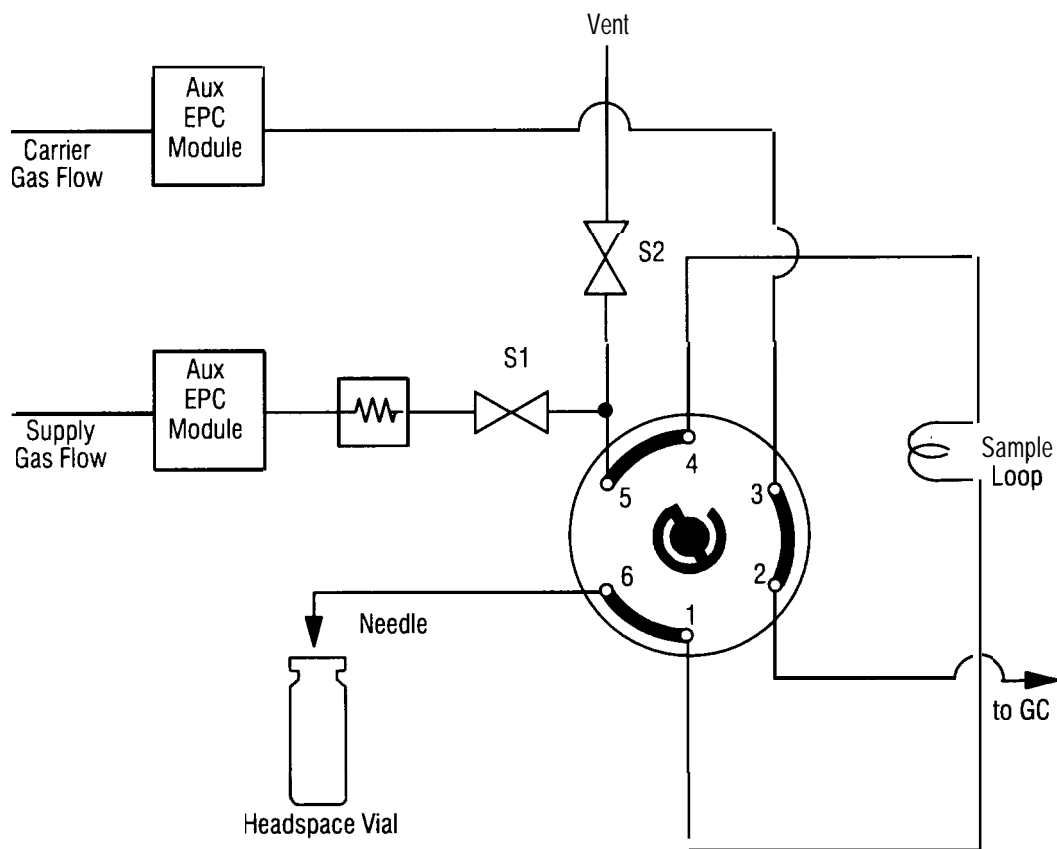 Vent
Aux
EPC
Module
Carrier
Gas Flow
S2
Aux
EPC
Module
S1
Supply
Gas Flow
4
5
3
Sample
Loop
2
6
1
Needle
to GC
Headspace Vial